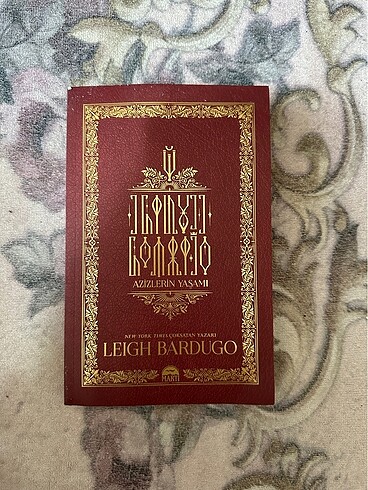 AZİZLERİN YAŞAMI
NEW YORK TIMES ÇOKSATAN YAZARI
LEIGH BARDUGO
MARTI